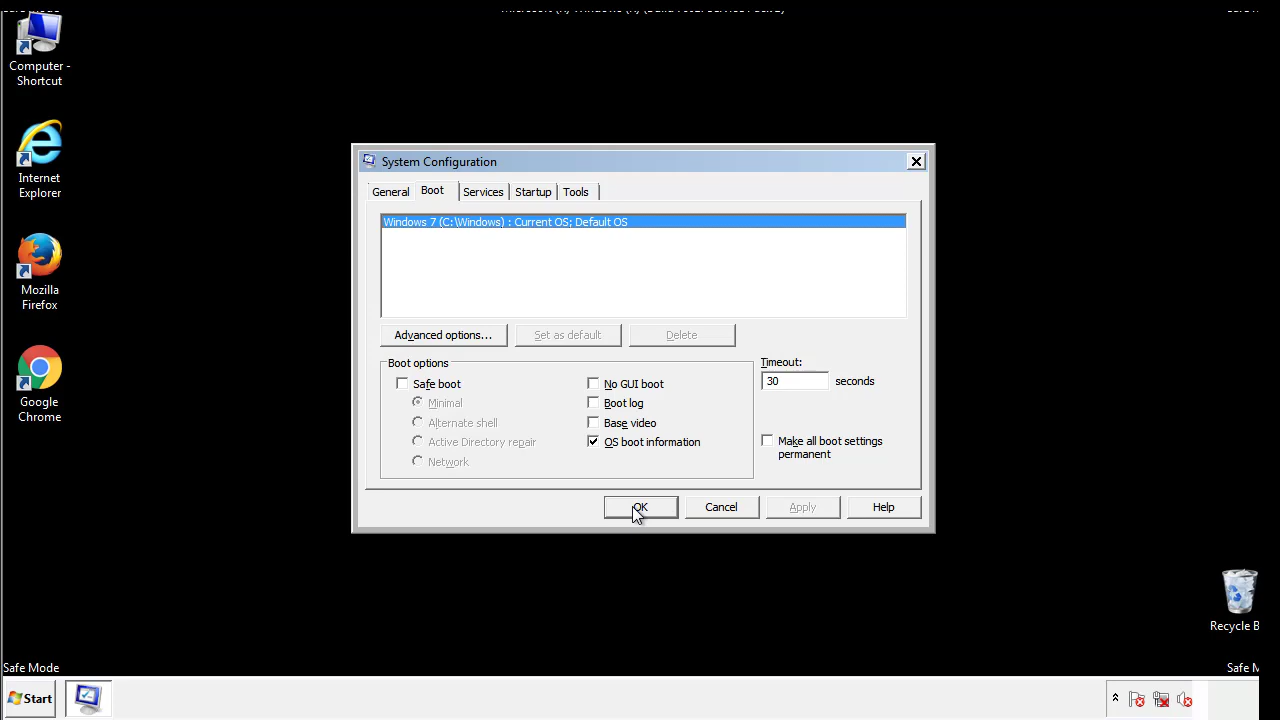 Computer -
Shortcut
Internet
Explorer
Mozilla
Firefox
Google
Chrome
System Configuration
General
Boot
Services
Startup
Tools
Windows 7 (C:\Windows) : Current OS; Default OS
Advanced options...
Set as default
Delete
Boot options
Safe boot
Minimal
Alternate shell
Active Directory repair
Network
No GUI boot
Boot log
Base video
OS boot information
Timeout:
30 seconds
Make all boot settings
permanent
OK
Cancel
Apply
Help
Recycle B
Safe Mode
Safe M
Start